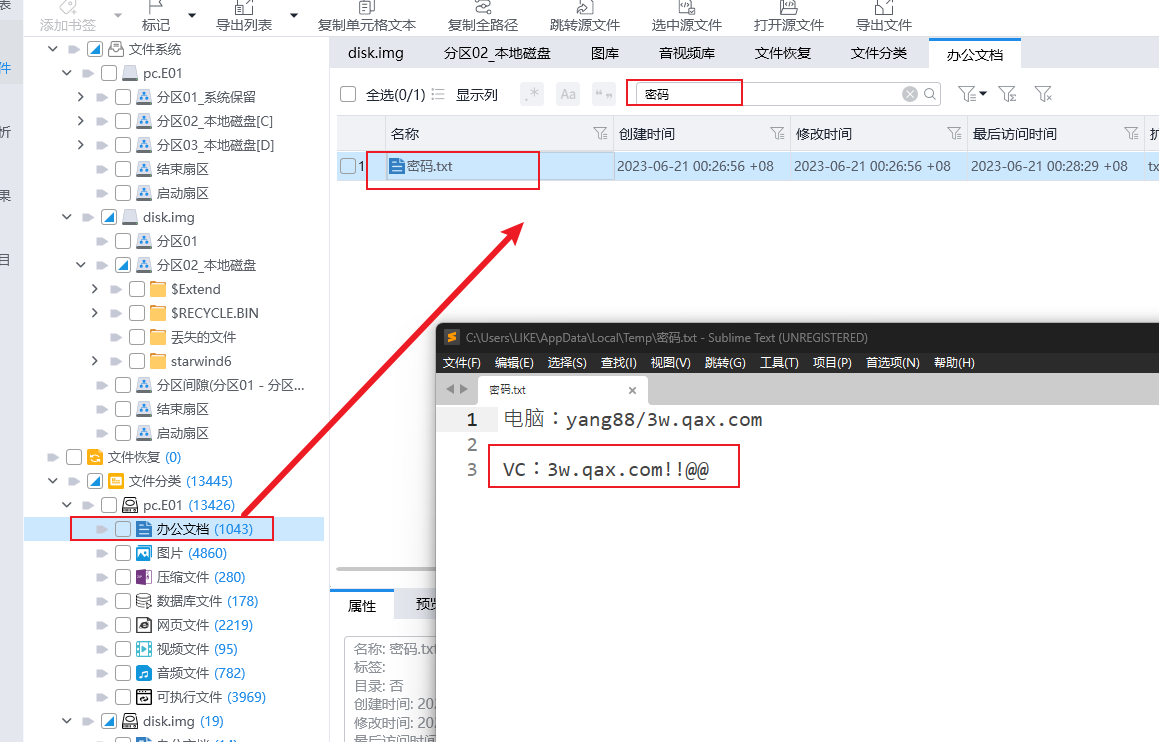 表
添加书签
标记
导出列表
复制单元格文本
复制全路径
跳转源文件
选中源文件
打开源文件
导出文件
件
析
果
目
文件系统
pc.E01
分区01_系统保留
分区02_本地磁盘[C]
分区03_本地磁盘[D]
结束扇区
启动扇区
disk.img
分区01
分区02_本地磁盘
$Extend
$RECYCLE.BIN
丢失的文件
starwind6
分区间隙(分区01 - 分区...
结束扇区
启动扇区
文件恢复 (0)
文件分类 (13445)
pc.E01 (13426)
办公文档 (1043)
图片 (4860)
压缩文件 (280)
数据库文件 (178)
网页文件 (2219)
视频文件 (95)
音频文件 (782)
可执行文件 (3969)
disk.img (19)
办公文档 (14)
disk.img
分区02_本地磁盘
图库
音视频库
文件恢复
文件分类
办公文档
全选(0/1)
显示列
.*
Aa
密码
名称
创建时间
修改时间
最后访问时间
扩
1
密码.txt
2023-06-21 00:26:56 +08
2023-06-21 00:26:56 +08
2023-06-21 00:28:29 +08
tx
C:\Users\LIKE\AppData\Local\Temp\密码.txt - Sublime Text (UNREGISTERED)
文件(F) 编辑(E) 选择(S) 查找(I) 视图(V) 跳转(G) 工具(T) 项目(P) 首选项(N) 帮助(H)
密码.txt
1 电脑：yang88/3w.qax.com
2
3 VC：3w.qax.com!!@@
属性
预览
名称: 密码.txt
标签:
目录: 否
创建时间: 202
修改时间: 202
最后访问时间